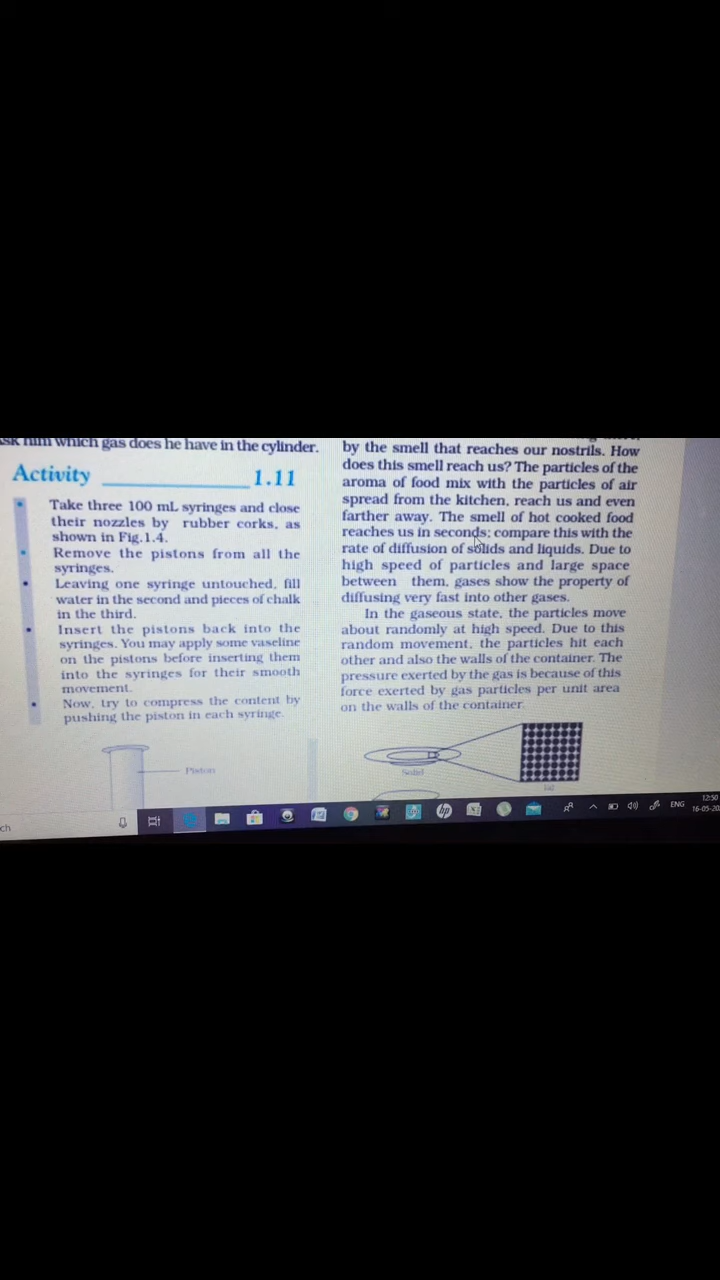 ask him which gas does he have in the cylinder.
Activity 1.11
Take three 100 mL syringes and close
their nozzles by rubber corks, as
shown in Fig.1.4.
Remove the pistons from all the
syringes.
Leaving one syringe untouched, fill
water in the second and pieces of chalk
in the third.
Insert the pistons back into the
syringes. You may apply some vaseline
on the pistons before inserting them
into the syringes for their smooth
movement.
Now, try to compress the content by
pushing the piston in each syringe.
Piston
by the smell that reaches our nostrils. How
does this smell reach us? The particles of the
aroma of food mix with the particles of air
spread from the kitchen, reach us and even
farther away. The smell of hot cooked food
reaches us in seconds; compare this with the
rate of diffusion of solids and liquids. Due to
high speed of particles and large space
between them, gases show the property of
diffusing very fast into other gases.
In the gaseous state, the particles move
about randomly at high speed. Due to this
random movement, the particles hit each
other and also the walls of the container. The
pressure exerted by the gas is because of this
force exerted by gas particles per unit area
on the walls of the container.
Solid
(a)
ch
hp
ENG
12:50
16-05-20